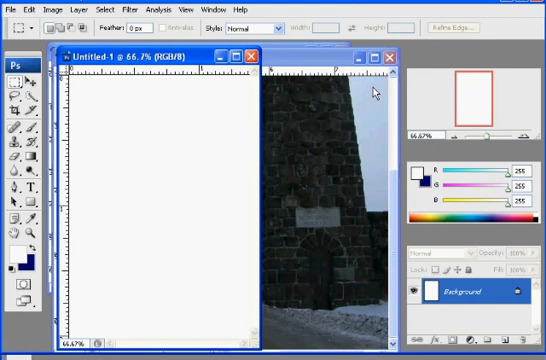 File Edit Image Layer Select Filter Analysis View Window Help
Feather: 0 px Anti-alias Style: Normal Width: Height: Refine Edge...
Untitled-1 @ 66.7% (RGB/8)
Ps
T
66.67%
R 255
G 255
B 255
Normal Opacity: 100%
Lock: Fill: 100%
Background
66.67%